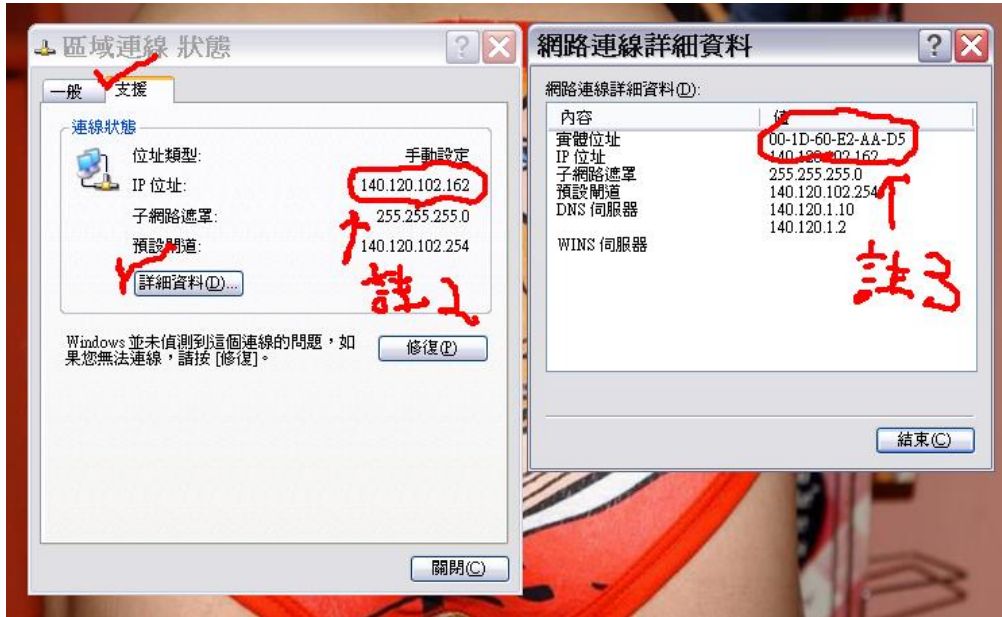 區域連線 狀態
一般
支援
連線狀態
位址類型: 手動設定
IP 位址: 140.120.102.162
子網路遮罩: 255.255.255.0
預設閘道: 140.120.102.254
詳細資料(D)...
註2
Windows 並未偵測到這個連線的問題,如
果您無法連線,請按 [修復]。
修復(P)
關閉(C)
網路連線詳細資料
網路連線詳細資料(D):
內容 值
實體位址 00-1D-60-E2-AA-D5
IP 位址 140.120.102.162
子網路遮罩 255.255.255.0
預設閘道 140.120.102.254
DNS 伺服器 140.120.1.10
140.120.1.2
WINS 伺服器
註3
結束(C)